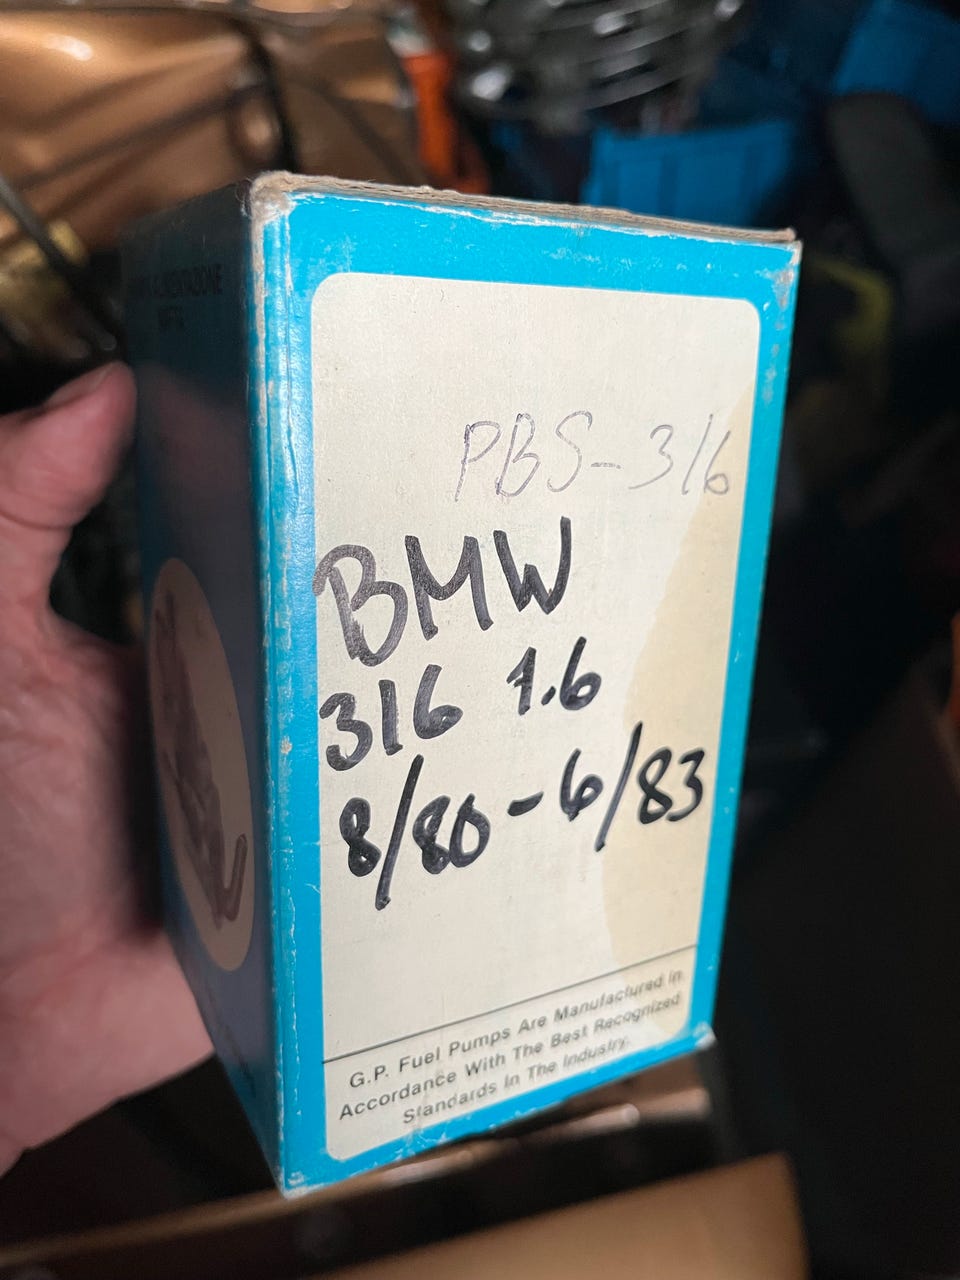 PBS-316
BMW
316 1.6
8/80-6/83
G.P. Fuel Pumps Are Manufactured in
Accordance With The Best Recognized
Standards In The Industry.